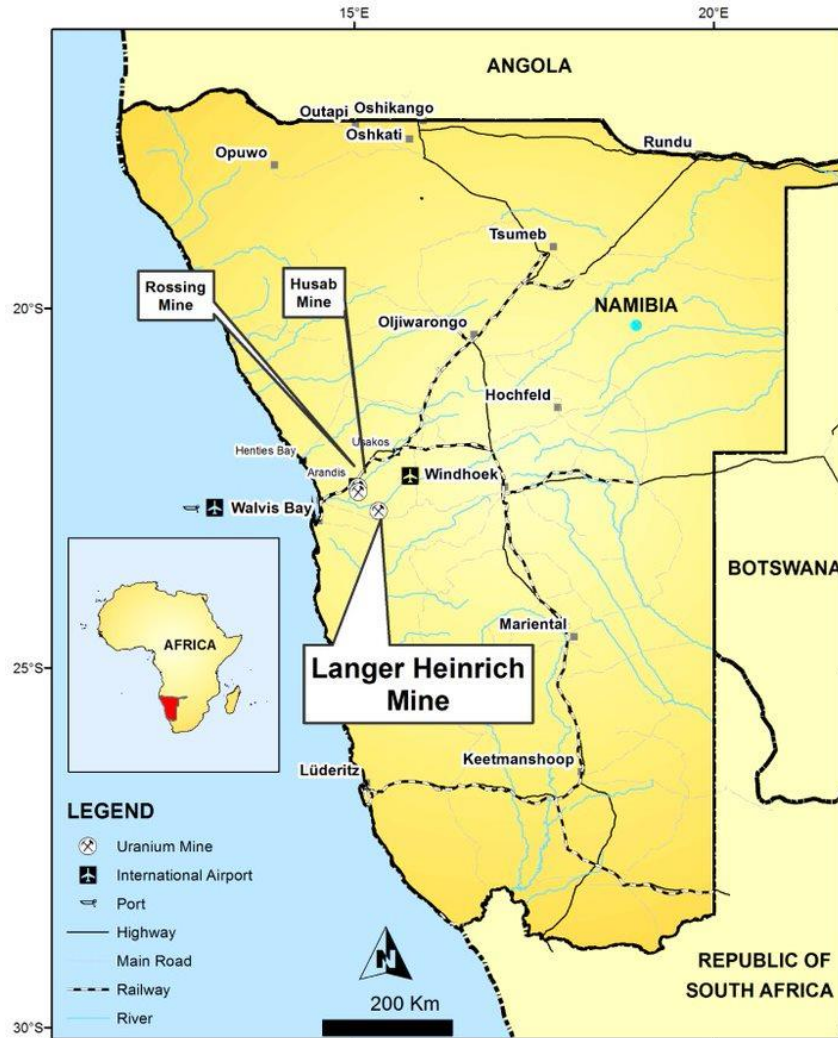 15°E
20°E
ANGOLA
Outapi
Oshikango
Oshkati
Rundu
Opuwo
Tsumeb
Rossing
Mine
Husab
Mine
20°S
NAMIBIA
Oljiwarongo
Hochfeld
Usakos
Henties Bay
Arandis
Windhoek
Walvis Bay
BOTSWANA
AFRICA
Mariental
Langer Heinrich
Mine
25°S
Keetmanshoop
Lüderitz
LEGEND
Uranium Mine
International Airport
Port
Highway
Main Road
Railway
River
N
200 Km
REPUBLIC OF
SOUTH AFRICA
30°S